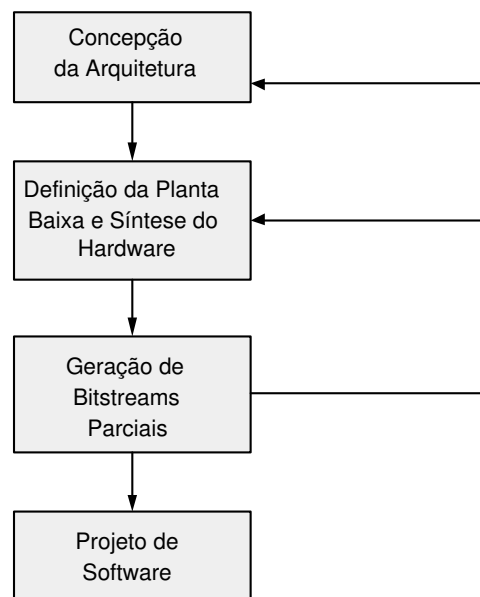 Concepção
da Arquitetura
Definição da Planta
Baixa e Síntese do
Hardware
Geração de
Bitstreams
Parciais
Projeto de
Software